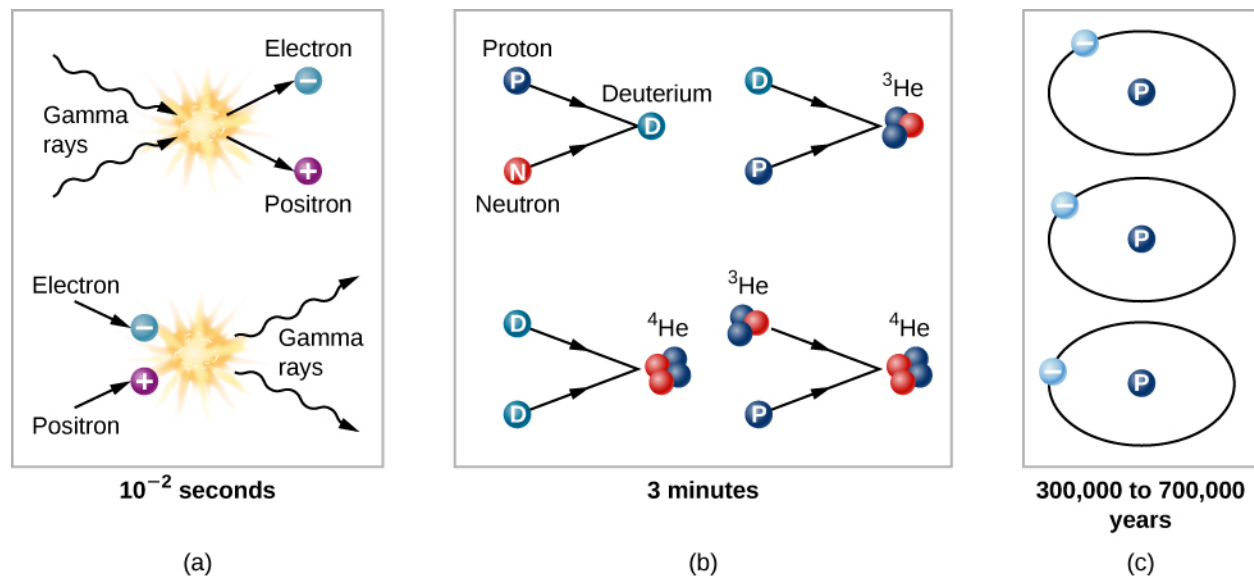 Electron
−
Gamma
rays
+
Positron
Electron
−
Gamma
rays
+
Positron
10⁻² seconds
(a)
Proton
P
Deuterium
D
N
Neutron
D
³He
P
D
⁴He
D
³He
⁴He
P
3 minutes
(b)
−
P
−
P
−
P
300,000 to 700,000
years
(c)